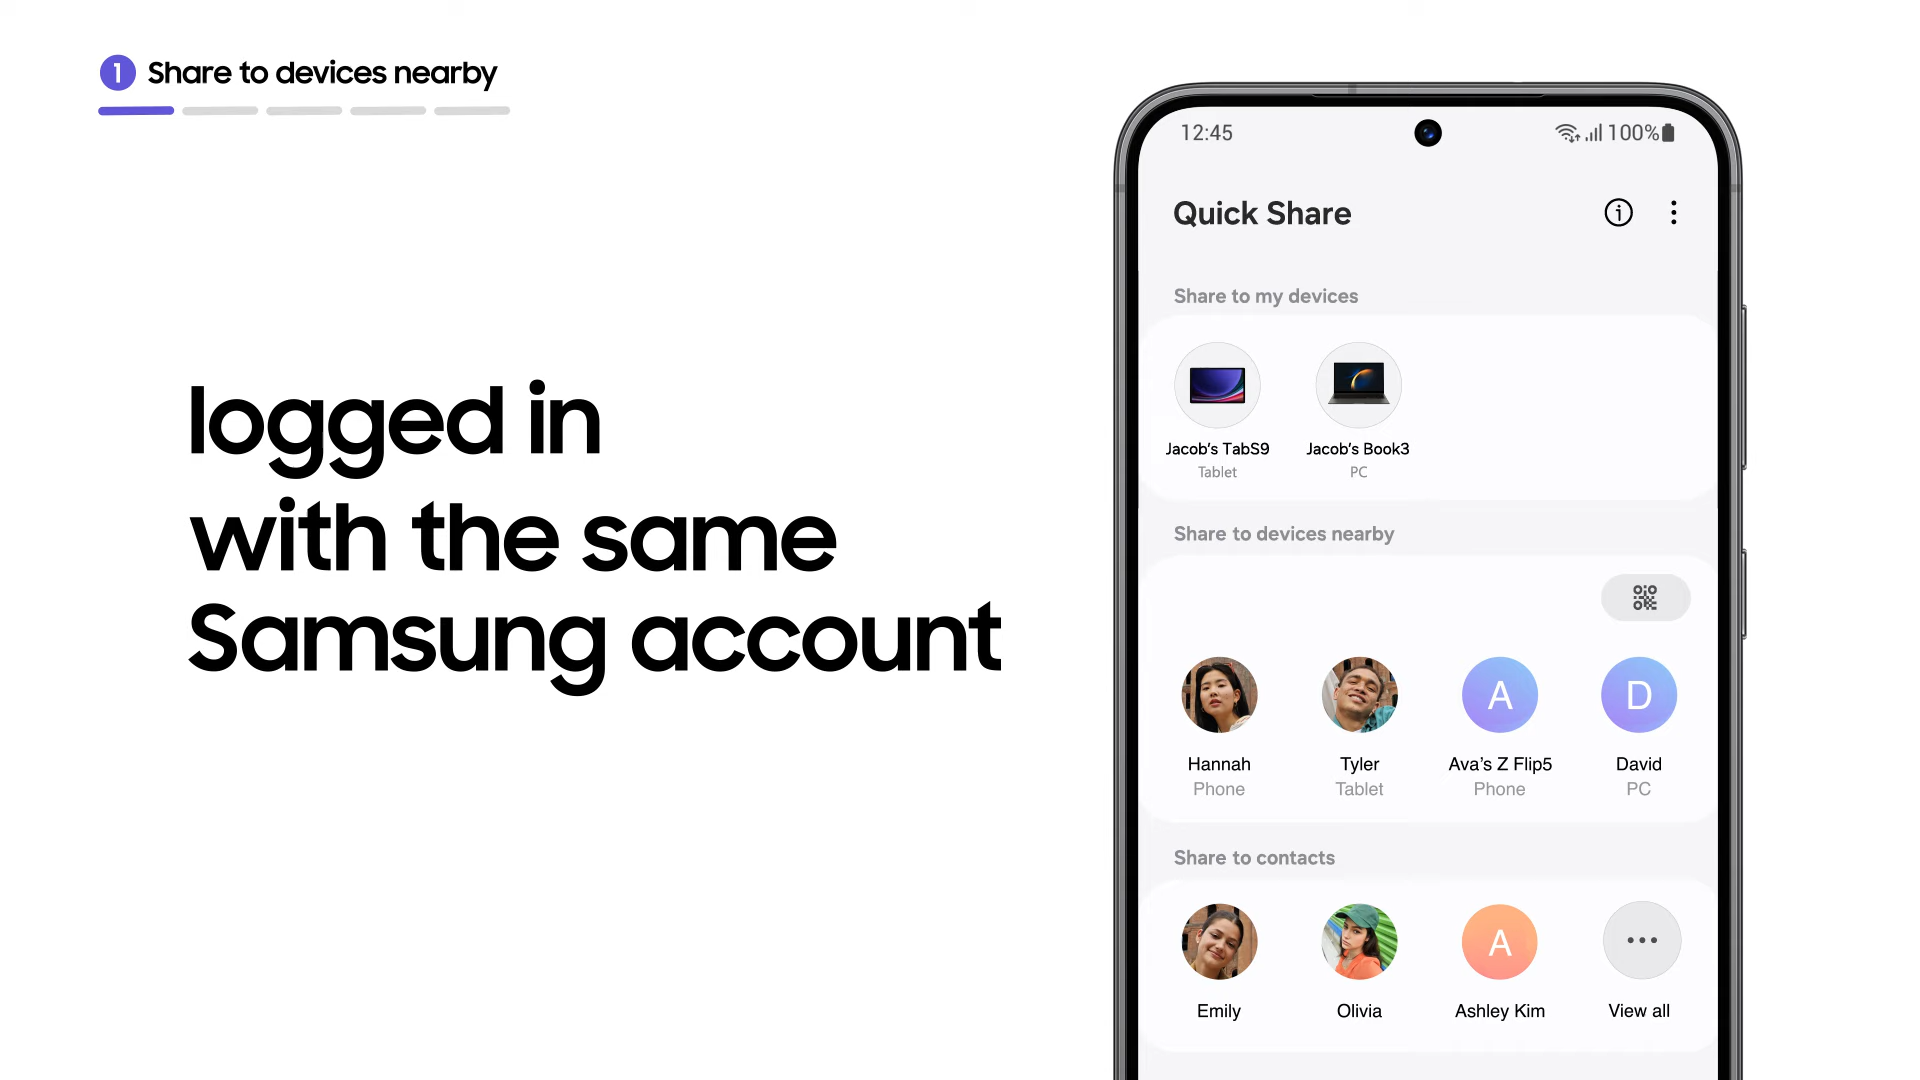 1 Share to devices nearby
logged in
with the same
Samsung account
12:45
100%
Quick Share
Share to my devices
Jacob’s TabS9
Tablet
Jacob’s Book3
PC
Share to devices nearby
Hannah
Phone
Tyler
Tablet
A
Ava’s Z Flip5
Phone
D
David
PC
Share to contacts
Emily
Olivia
A
Ashley Kim
View all